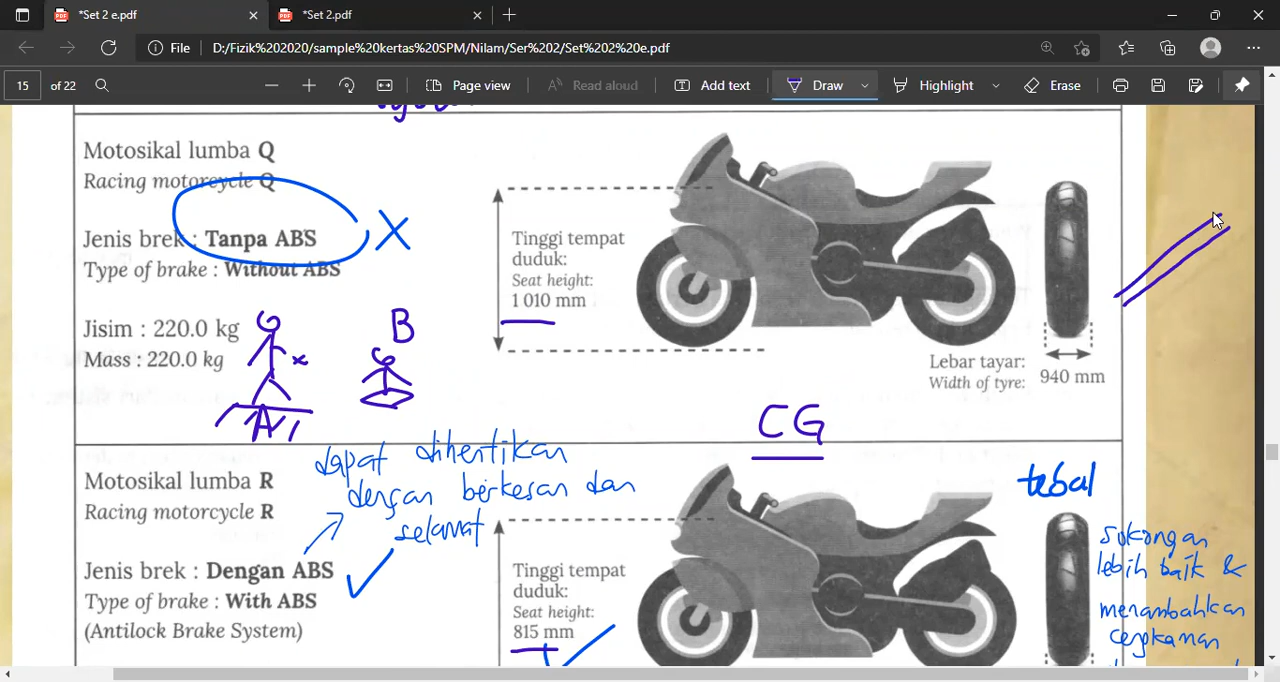 *Set 2 e.pdf
*Set 2.pdf
File
D:/Fizik%202020/sample%20kertas%20SPM/Nilam/Ser%202/Set%202%20e.pdf
15
of 22
Page view
Read aloud
Add text
Draw
Highlight
Erase
Motosikal lumba Q
Racing motorcycle Q
Jenis brek : Tanpa ABS
X
Type of brake : Without ABS
Jisim : 220.0 kg
Mass : 220.0 kg
B
A
Tinggi tempat
duduk:
Seat height:
1 010 mm
Lebar tayar:
Width of tyre:
940 mm
CG
Motosikal lumba R
Racing motorcycle R
dapat dihentikan
dengan berkesan dan
selamat
Jenis brek : Dengan ABS
Type of brake : With ABS
(Antilock Brake System)
Tinggi tempat
duduk:
Seat height:
815 mm
tebal
sokongan
lebih baik &
menambahkan
cengkaman